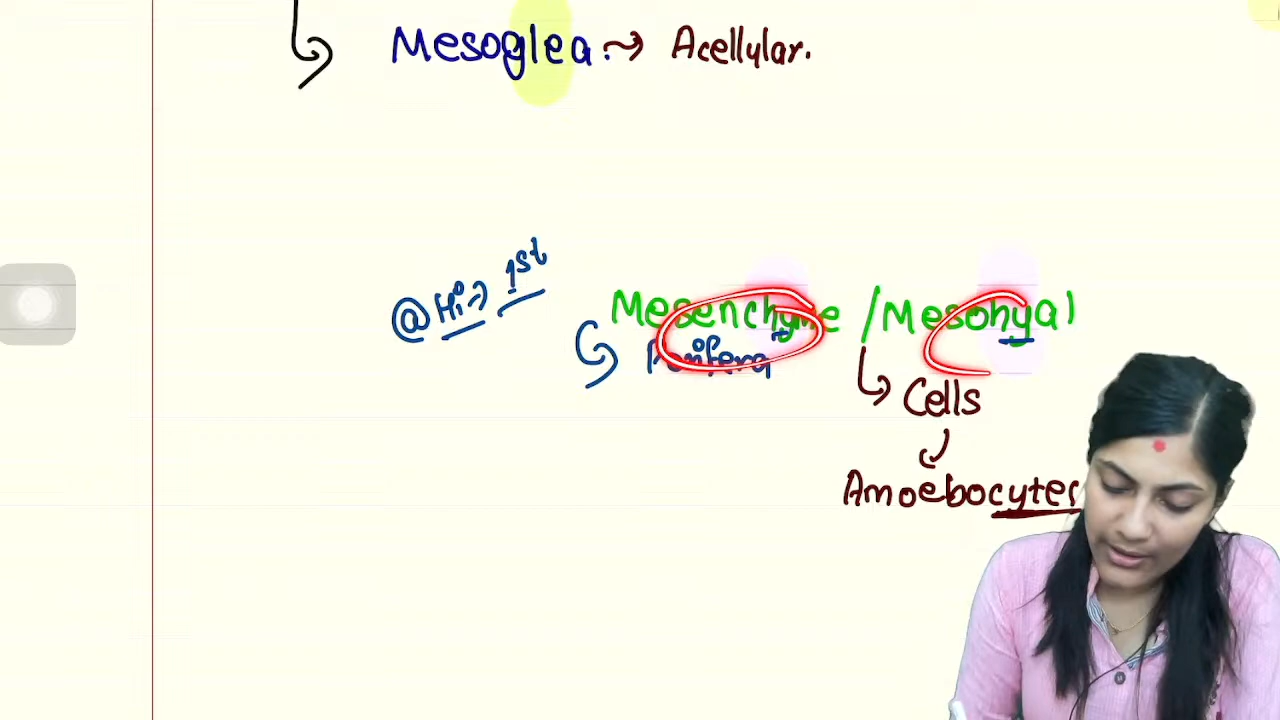 Mesoglea. → Acellular.
@Hi → 1st
Mesenchyme / Mesohyal
Porifera
Cells
Amoebocytes